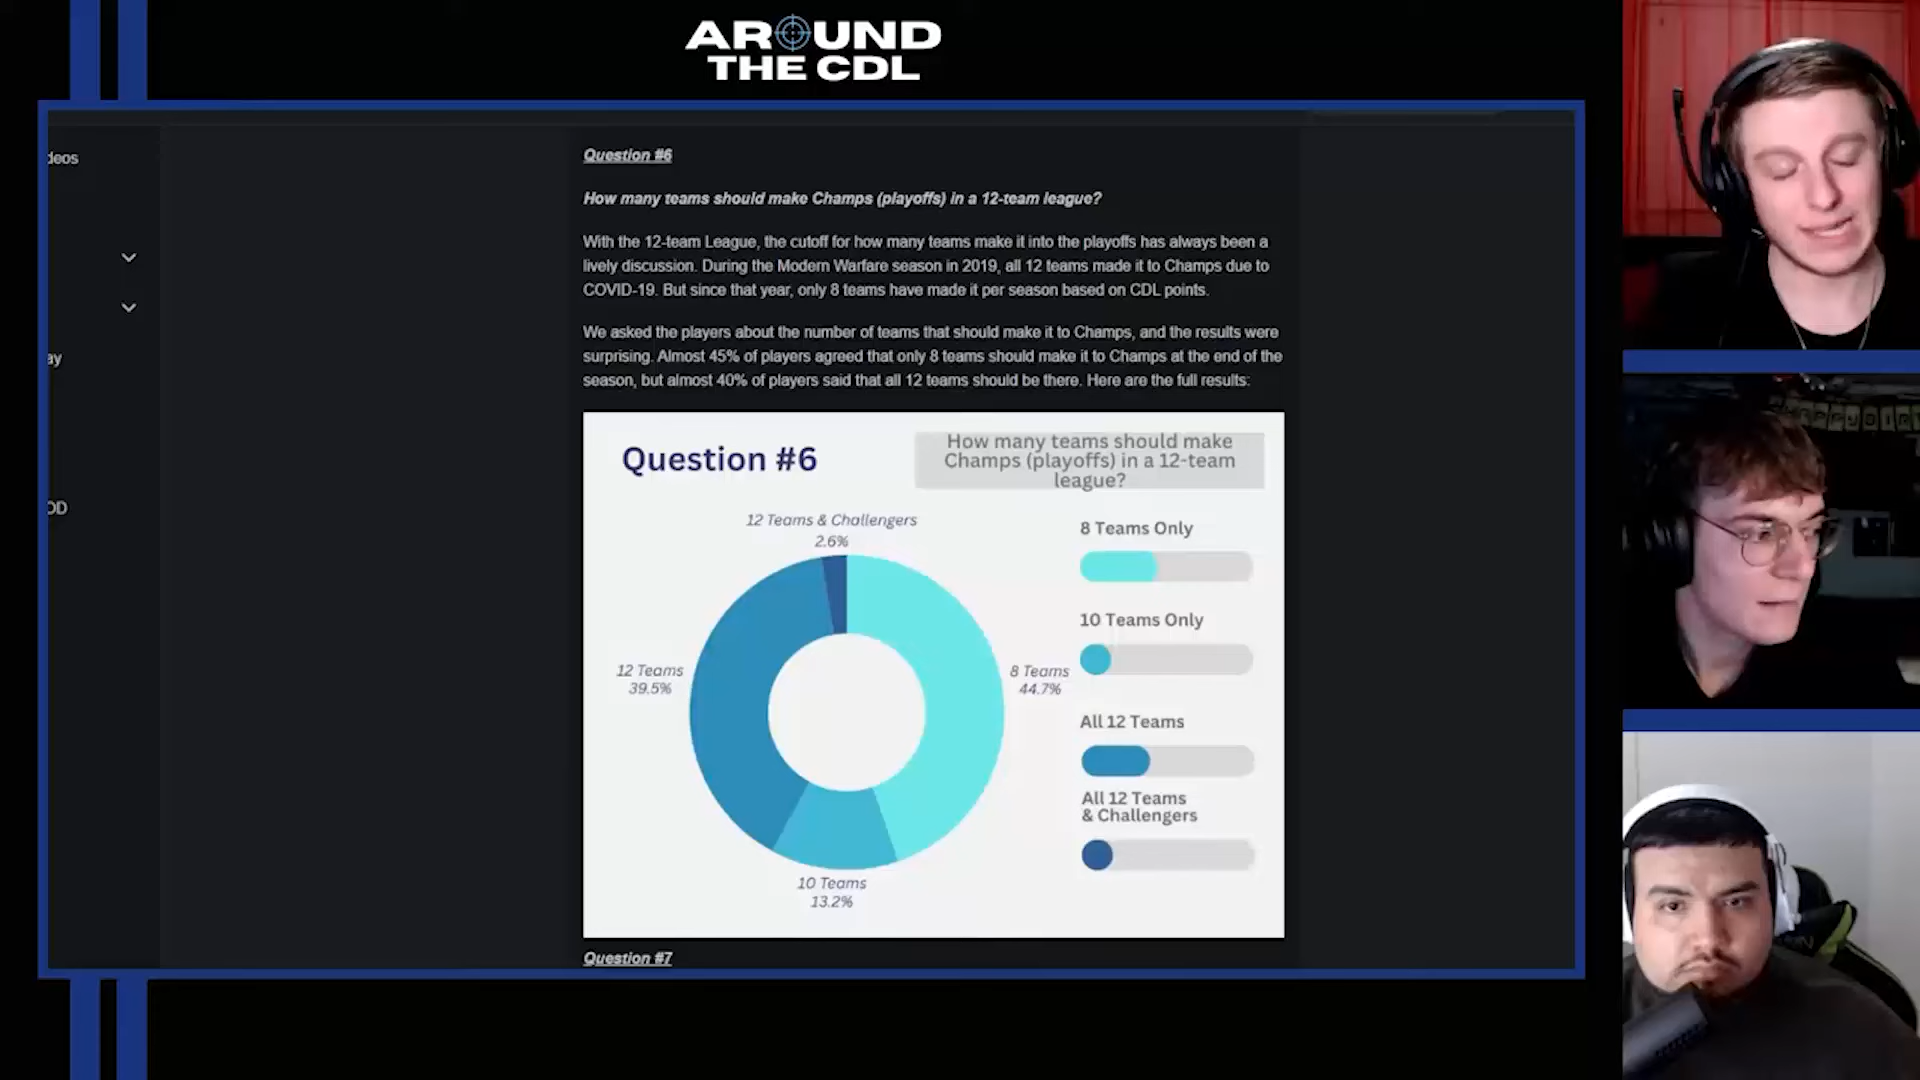 AROUND
THE CDL
deos
ay
OD
Question #6
How many teams should make Champs (playoffs) in a 12-team league?
With the 12-team League, the cutoff for how many teams make it into the playoffs has always been a
lively discussion. During the Modern Warfare season in 2019, all 12 teams made it to Champs due to
COVID-19. But since that year, only 8 teams have made it per season based on CDL points.
We asked the players about the number of teams that should make it to Champs, and the results were
surprising. Almost 45% of players agreed that only 8 teams should make it to Champs at the end of the
season, but almost 40% of players said that all 12 teams should be there. Here are the full results:
Question #6
How many teams should make
Champs (playoffs) in a 12-team
league?
12 Teams & Challengers
2.6%
12 Teams
39.5%
8 Teams
44.7%
10 Teams
13.2%
8 Teams Only
10 Teams Only
All 12 Teams
All 12 Teams
& Challengers
Question #7